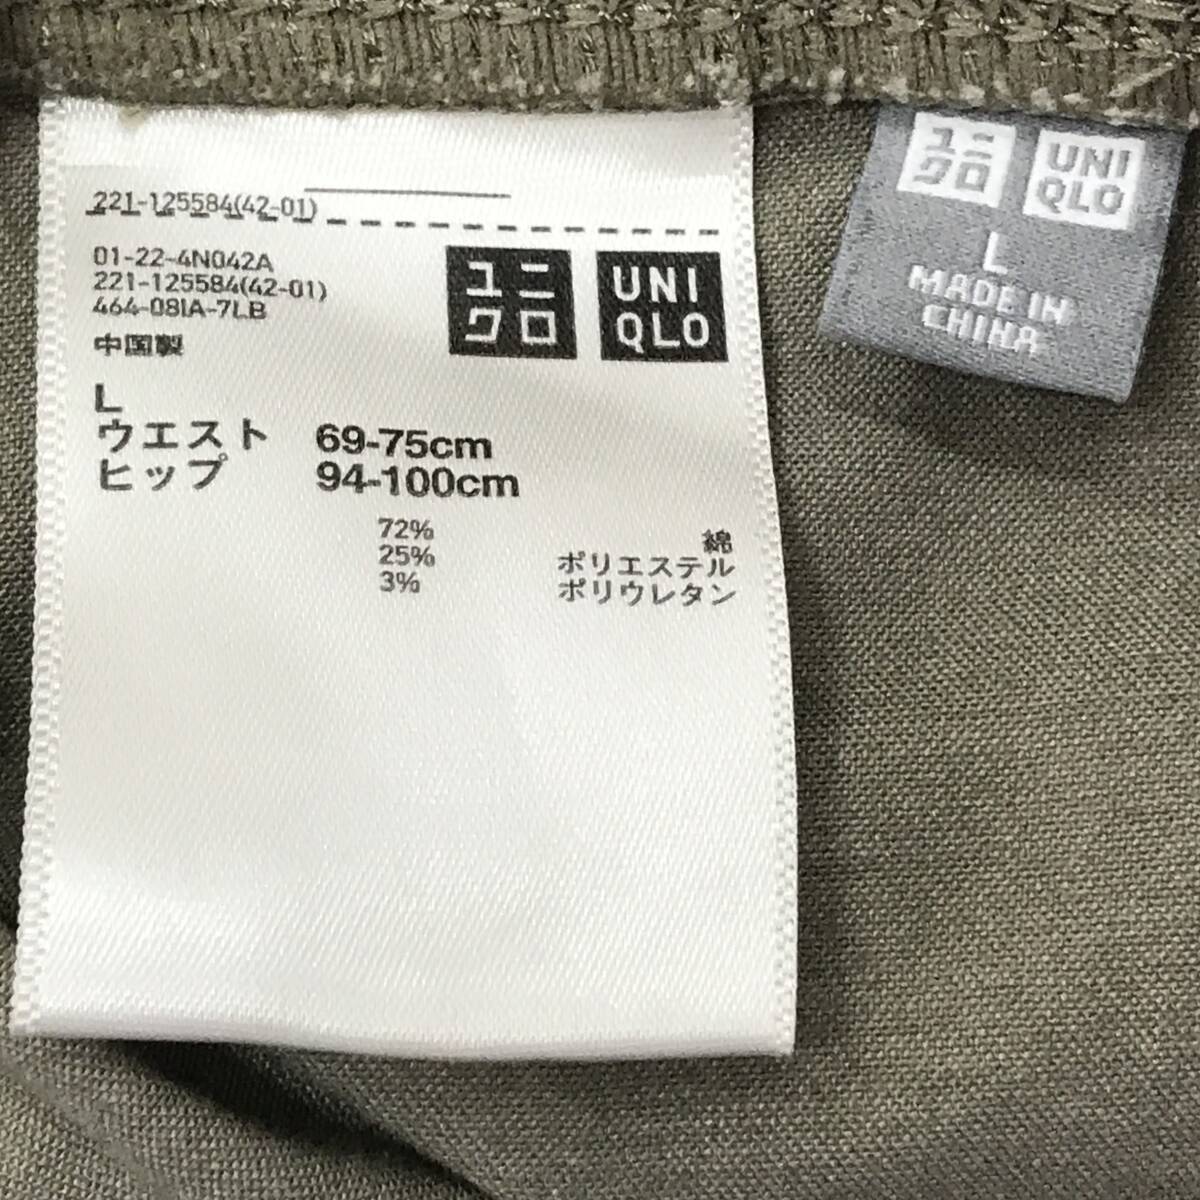 221-125584(42-01)
01-22-4N042A
221-125584(42-01)
464-081A-7LB
中国製
ユニ
クロ
UNI
QLO
L
ウエスト 69-75cm
ヒップ 94-100cm
72% 綿
25% ポリエステル
3% ポリウレタン
ユニ
クロ
UNI
QLO
L
MADE IN
CHINA